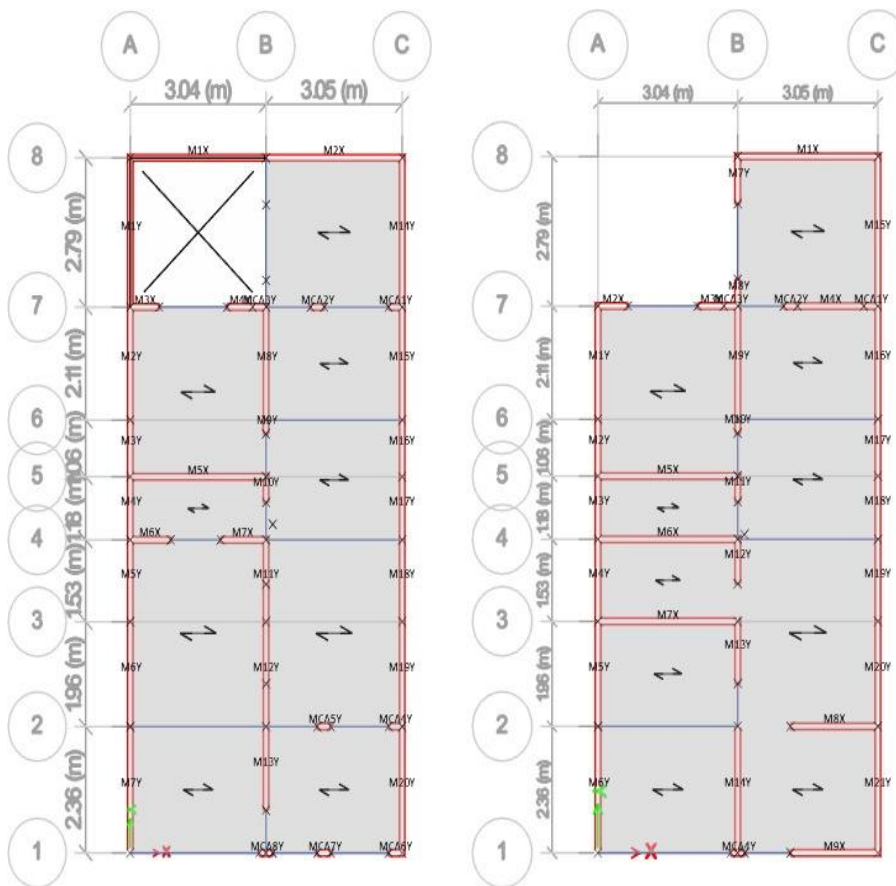 A B C
3.04 (m) 3.05 (m)
8 M1X M2X
M1Y M14Y
2.79 (m)
7 M3X M4X MCA3Y MCA2Y MCA1Y
M2Y M8Y M15Y
2.11 (m)
6 M9Y
M3Y M16Y
1.06 (m)
5 M5X
M10Y
M4Y M17Y
1.18 (m)
4 M6X M7X
M5Y M11Y M18Y
1.53 (m)
3
M6Y M12Y M19Y
1.96 (m)
2 MCA5Y MCA4Y
M13Y
M7Y M20Y
2.36 (m)
1 X MCA8Y MCA7Y MCA6Y
A B C
3.04 (m) 3.05 (m)
8 M1X
M7Y
M15Y
2.79 (m)
M8Y
7 M2X M3X MCA3Y MCA2Y M4X MCA1Y
M1Y M9Y M16Y
2.11 (m)
6 M10Y
M2Y M17Y
1.06 (m)
5 M5X
M11Y
M3Y M18Y
1.18 (m)
4 M6X
M12Y
M4Y M19Y
1.53 (m)
3 M7X
M13Y
M5Y M20Y
1.96 (m)
2 M8X
M6Y M14Y M21Y
2.36 (m)
1 X MCA4Y M9X